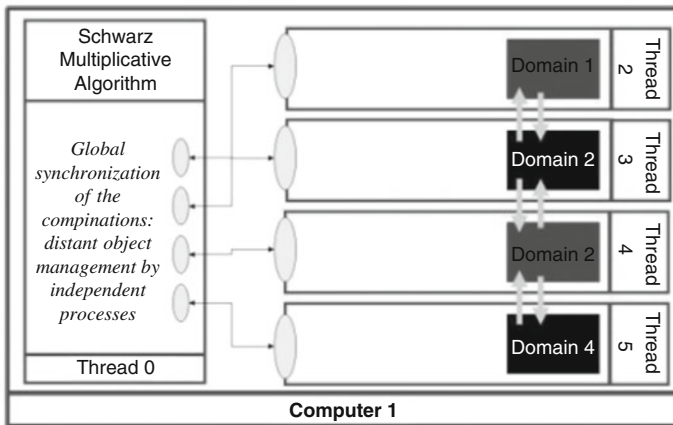 Schwarz
Multiplicative
Algorithm
Global
synchronization
of the
compinations:
distant object
management by
independent
processes
Thread 0
Domain 1
Thread
2
Domain 2
Thread
3
Domain 2
Thread
4
Domain 4
Thread
5
Computer 1